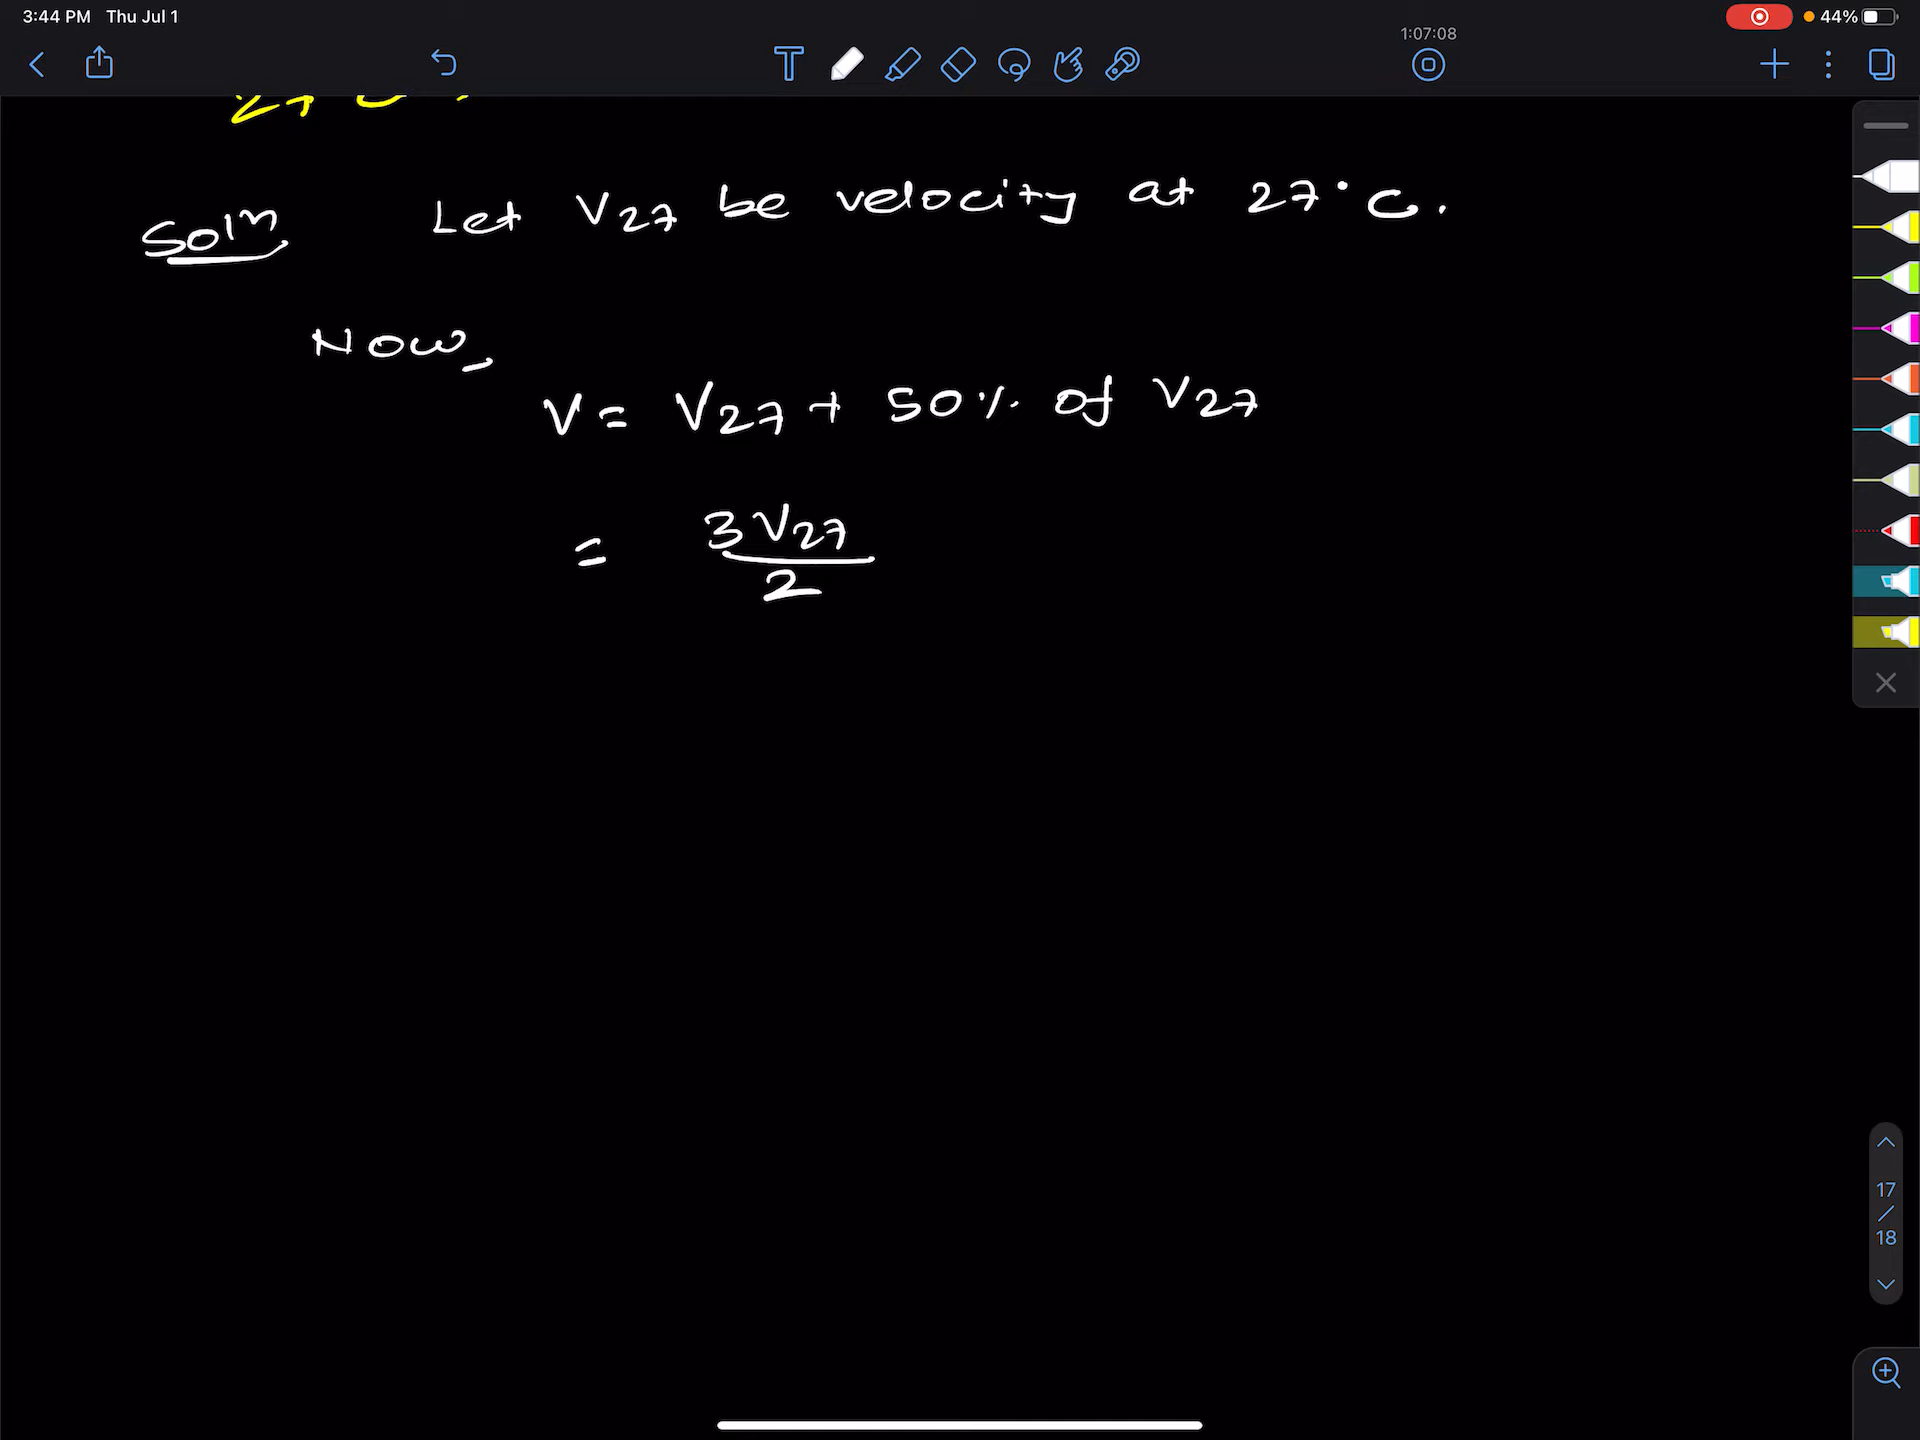 3:44 PM Thu Jul 1
44%
1:07:08
27°C.
Soln Let V27 be velocity at 27°C.
Now,
V = V27 + 50% of V27
= 3V27
2
17
/
18